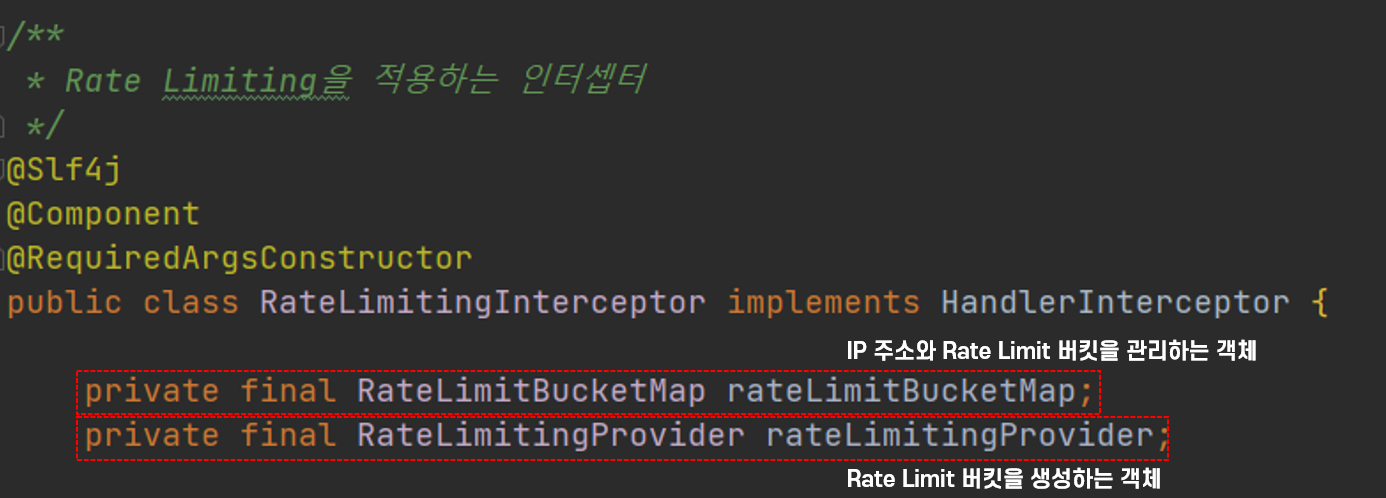 /**
* Rate Limiting을 적용하는 인터셉터
*/
@Slf4j
@Component
@RequiredArgsConstructor
public class RateLimitingInterceptor implements HandlerInterceptor {
IP 주소와 Rate Limit 버킷을 관리하는 객체
private final RateLimitBucketMap rateLimitBucketMap;
private final RateLimitingProvider rateLimitingProvider;
Rate Limit 버킷을 생성하는 객체